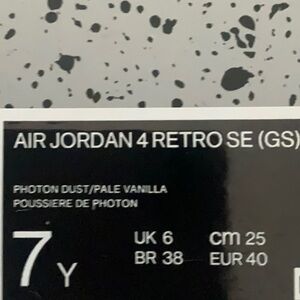 AIR JORDAN 4 RETRO SE (GS)
PHOTON DUST/PALE VANILLA
POUSSIERE DE PHOTON
7 Y
UK 6 cm 25
BR 38 EUR 40